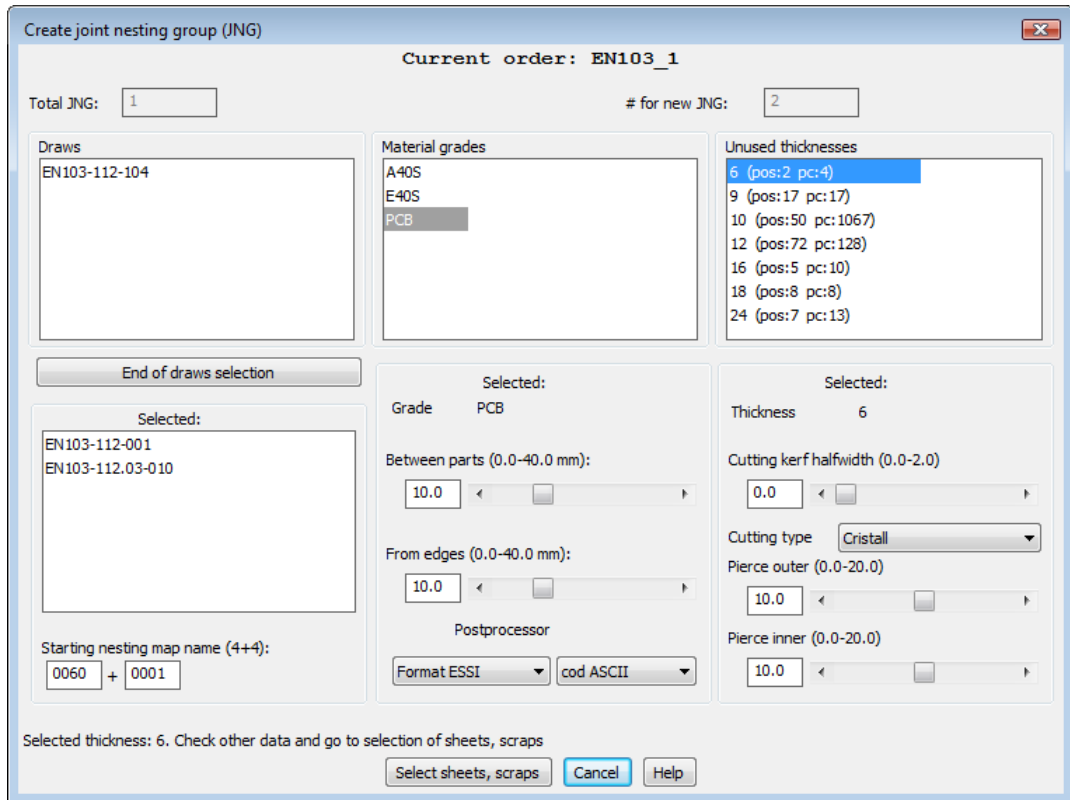 Create joint nesting group (JNG)
Current order: EN103_1
Total JNG: 1 # for new JNG: 2
Draws
EN103-112-104
Material grades
A40S
E40S
PCB
Unused thicknesses
6 (pos:2 pc:4)
9 (pos:17 pc:17)
10 (pos:50 pc:1067)
12 (pos:72 pc:128)
16 (pos:5 pc:10)
18 (pos:8 pc:8)
24 (pos:7 pc:13)
End of draws selection
Selected:
EN103-112-001
EN103-112.03-010
Starting nesting map name (4+4):
0060 + 0001
Selected:
Grade PCB
Between parts (0.0-40.0 mm):
10.0
From edges (0.0-40.0 mm):
10.0
Postprocessor
Format ESSI cod ASCII
Selected:
Thickness 6
Cutting kerf halfwidth (0.0-2.0)
0.0
Cutting type Cristall
Pierce outer (0.0-20.0)
10.0
Pierce inner (0.0-20.0)
10.0
Selected thickness: 6. Check other data and go to selection of sheets, scraps
Select sheets, scraps Cancel Help